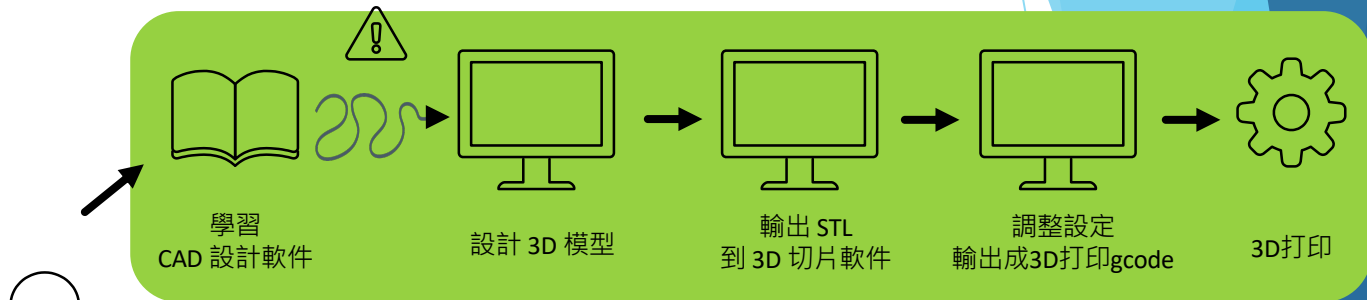 學習
CAD 設計軟件
設計 3D 模型
輸出 STL
到 3D 切片軟件
調整設定
輸出成3D打印gcode
3D打印